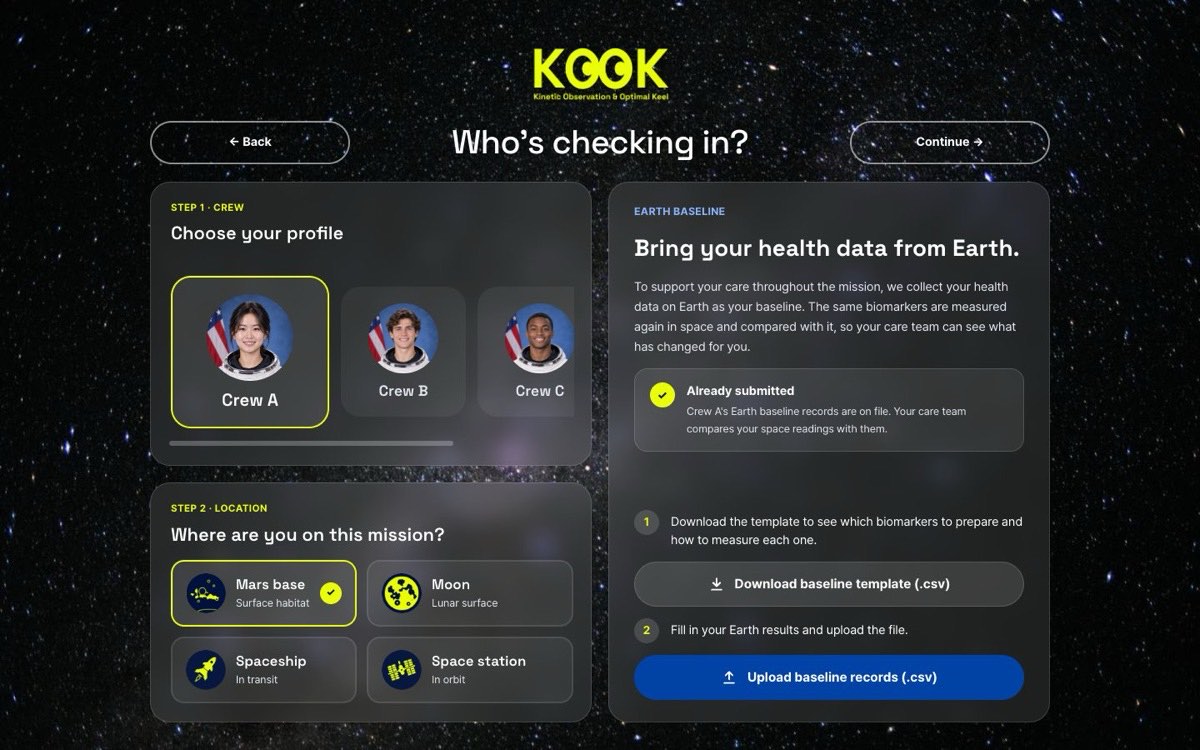 KOOK
Kinetic Observation & Optimal Keel
← Back
Who's checking in?
Continue →
STEP 1 · CREW
Choose your profile
Crew A
Crew B
Crew C
STEP 2 · LOCATION
Where are you on this mission?
Mars base
Surface habitat
Moon
Lunar surface
Spaceship
In transit
Space station
In orbit
EARTH BASELINE
Bring your health data from Earth.
To support your care throughout the mission, we collect your health
data on Earth as your baseline. The same biomarkers are measured
again in space and compared with it, so your care team can see what
has changed for you.
Already submitted
Crew A's Earth baseline records are on file. Your care team
compares your space readings with them.
1 Download the template to see which biomarkers to prepare and
how to measure each one.
Download baseline template (.csv)
2 Fill in your Earth results and upload the file.
Upload baseline records (.csv)